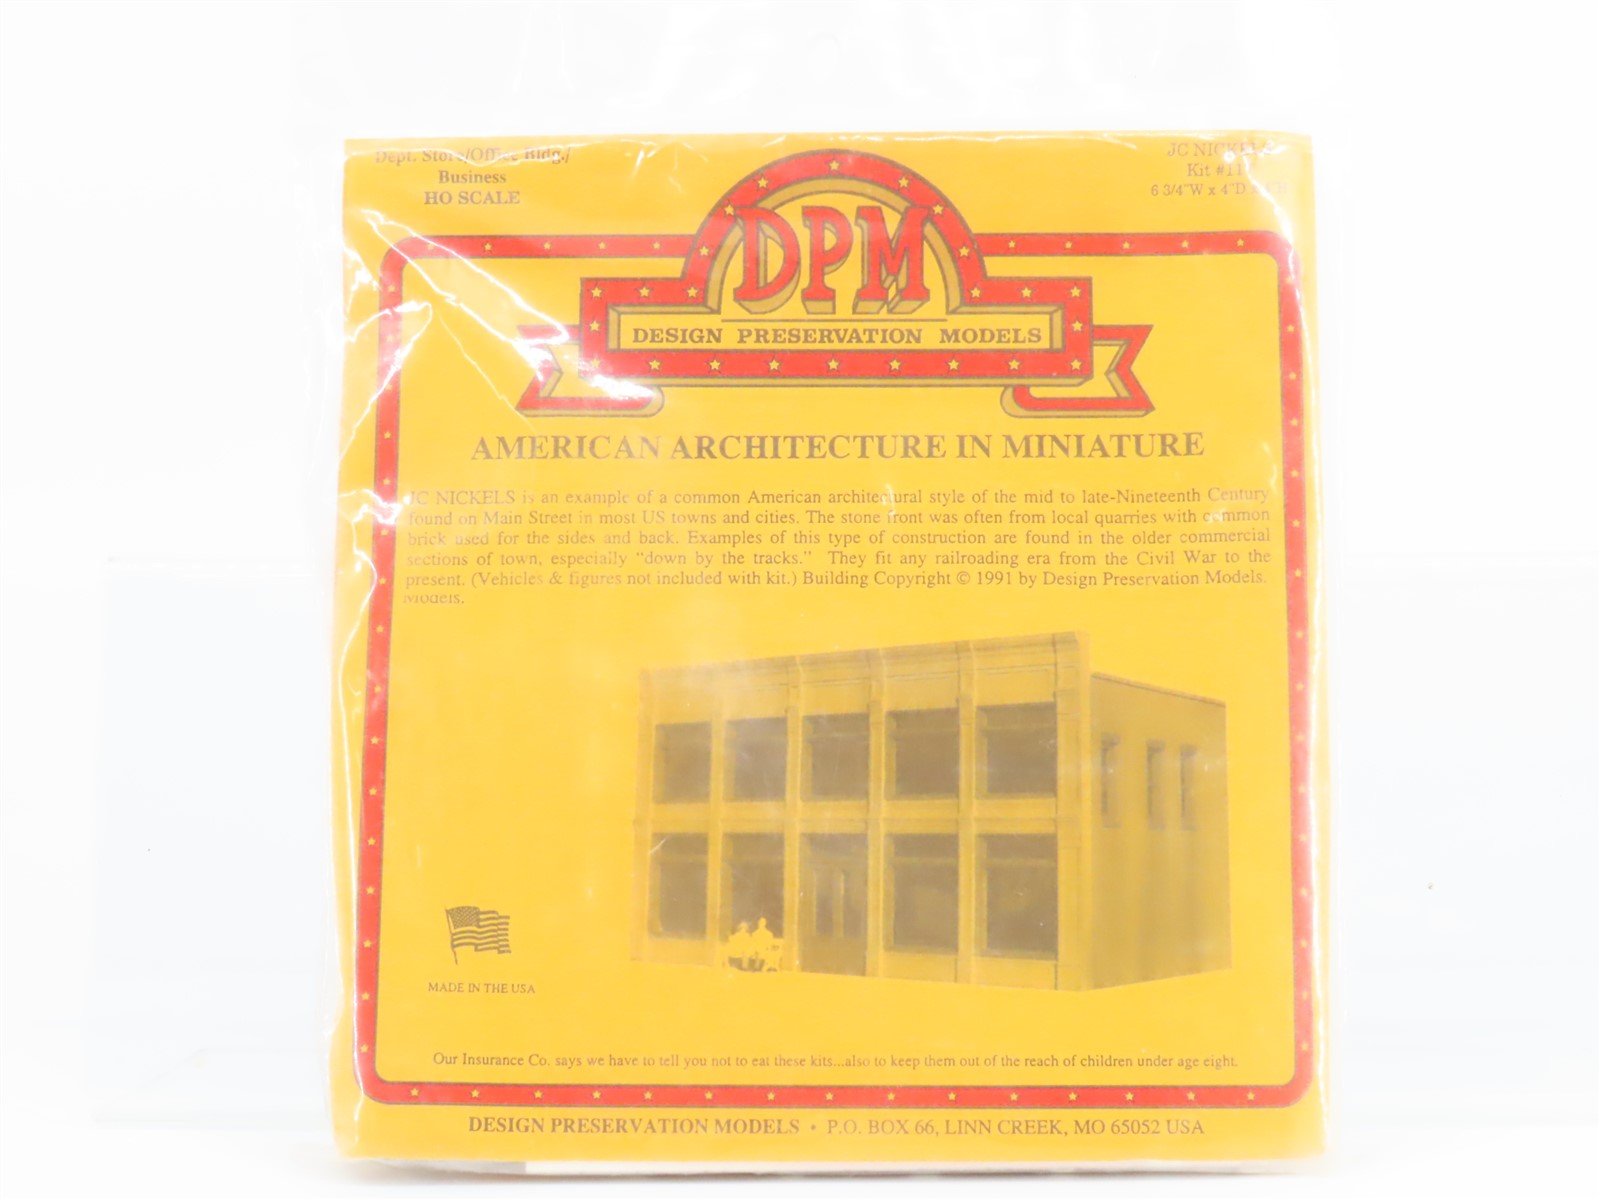 Dept. Store/Office Bldg./
Business
HO SCALE
JC NICKELS
Kit
6 3/4"W x 4"D x
DPM
DESIGN PRESERVATION MODELS
AMERICAN ARCHITECTURE IN MINIATURE
JC NICKELS is an example of a common American architectural style of the mid to late-Nineteenth Century
found on Main Street in most US towns and cities. The stone front was often from local quarries with common
brick used for the sides and back. Examples of this type of construction are found in the older commercial
sections of town, especially "down by the tracks." They fit any railroading era from the Civil War to the
present. (Vehicles & figures not included with kit.) Building Copyright © 1991 by Design Preservation Models.
Models.
MADE IN THE USA
Our Insurance Co. says we have to tell you not to eat these kits...also to keep them out of the reach of children under age eight.
DESIGN PRESERVATION MODELS • P.O. BOX 66, LINN CREEK, MO 65052 USA